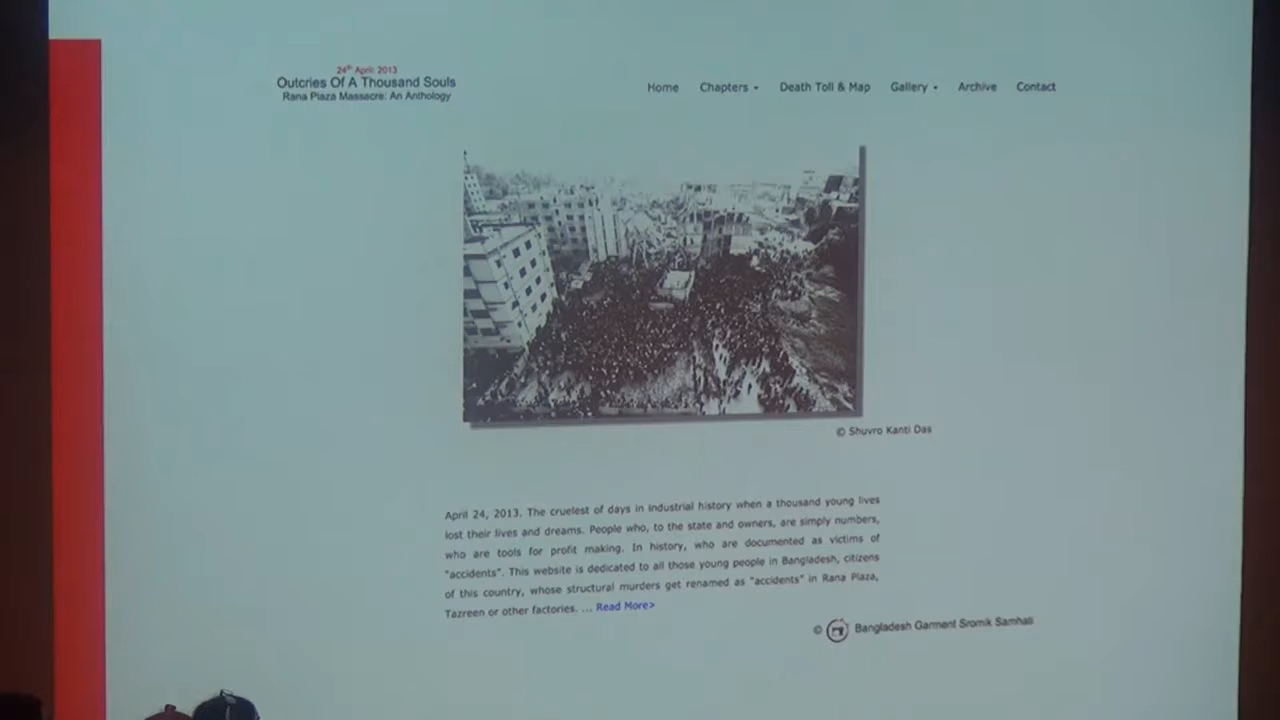 24th April 2013
Outcries Of A Thousand Souls
Rana Plaza Massacre: An Anthology
Home Chapters Death Toll & Map Gallery Archive Contact
© Shuvro Kanti Das
April 24, 2013. The cruelest of days in industrial history when a thousand young lives
lost their lives and dreams. People who, to the state and owners, are simply numbers,
who are tools for profit making. In history, who are documented as victims of
"accidents". This website is dedicated to all those young people in Bangladesh, citizens
of this country, whose structural murders get renamed as "accidents" in Rana Plaza,
Tazreen or other factories. ... Read More>
© Bangladesh Garment Sromik Samhati